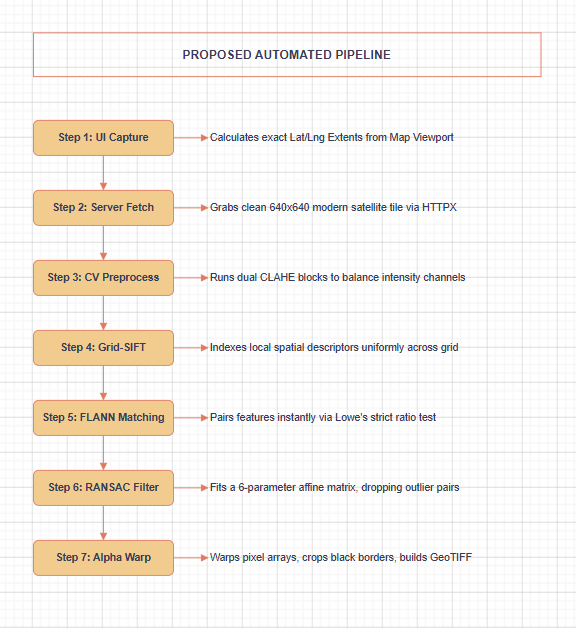 PROPOSED AUTOMATED PIPELINE
Step 1: UI Capture
Calculates exact Lat/Lng Extents from Map Viewport
Step 2: Server Fetch
Grabs clean 640x640 modern satellite tile via HTTPX
Step 3: CV Preprocess
Runs dual CLAHE blocks to balance intensity channels
Step 4: Grid-SIFT
Indexes local spatial descriptors uniformly across grid
Step 5: FLANN Matching
Pairs features instantly via Lowe's strict ratio test
Step 6: RANSAC Filter
Fits a 6-parameter affine matrix, dropping outlier pairs
Step 7: Alpha Warp
Warps pixel arrays, crops black borders, builds GeoTIFF